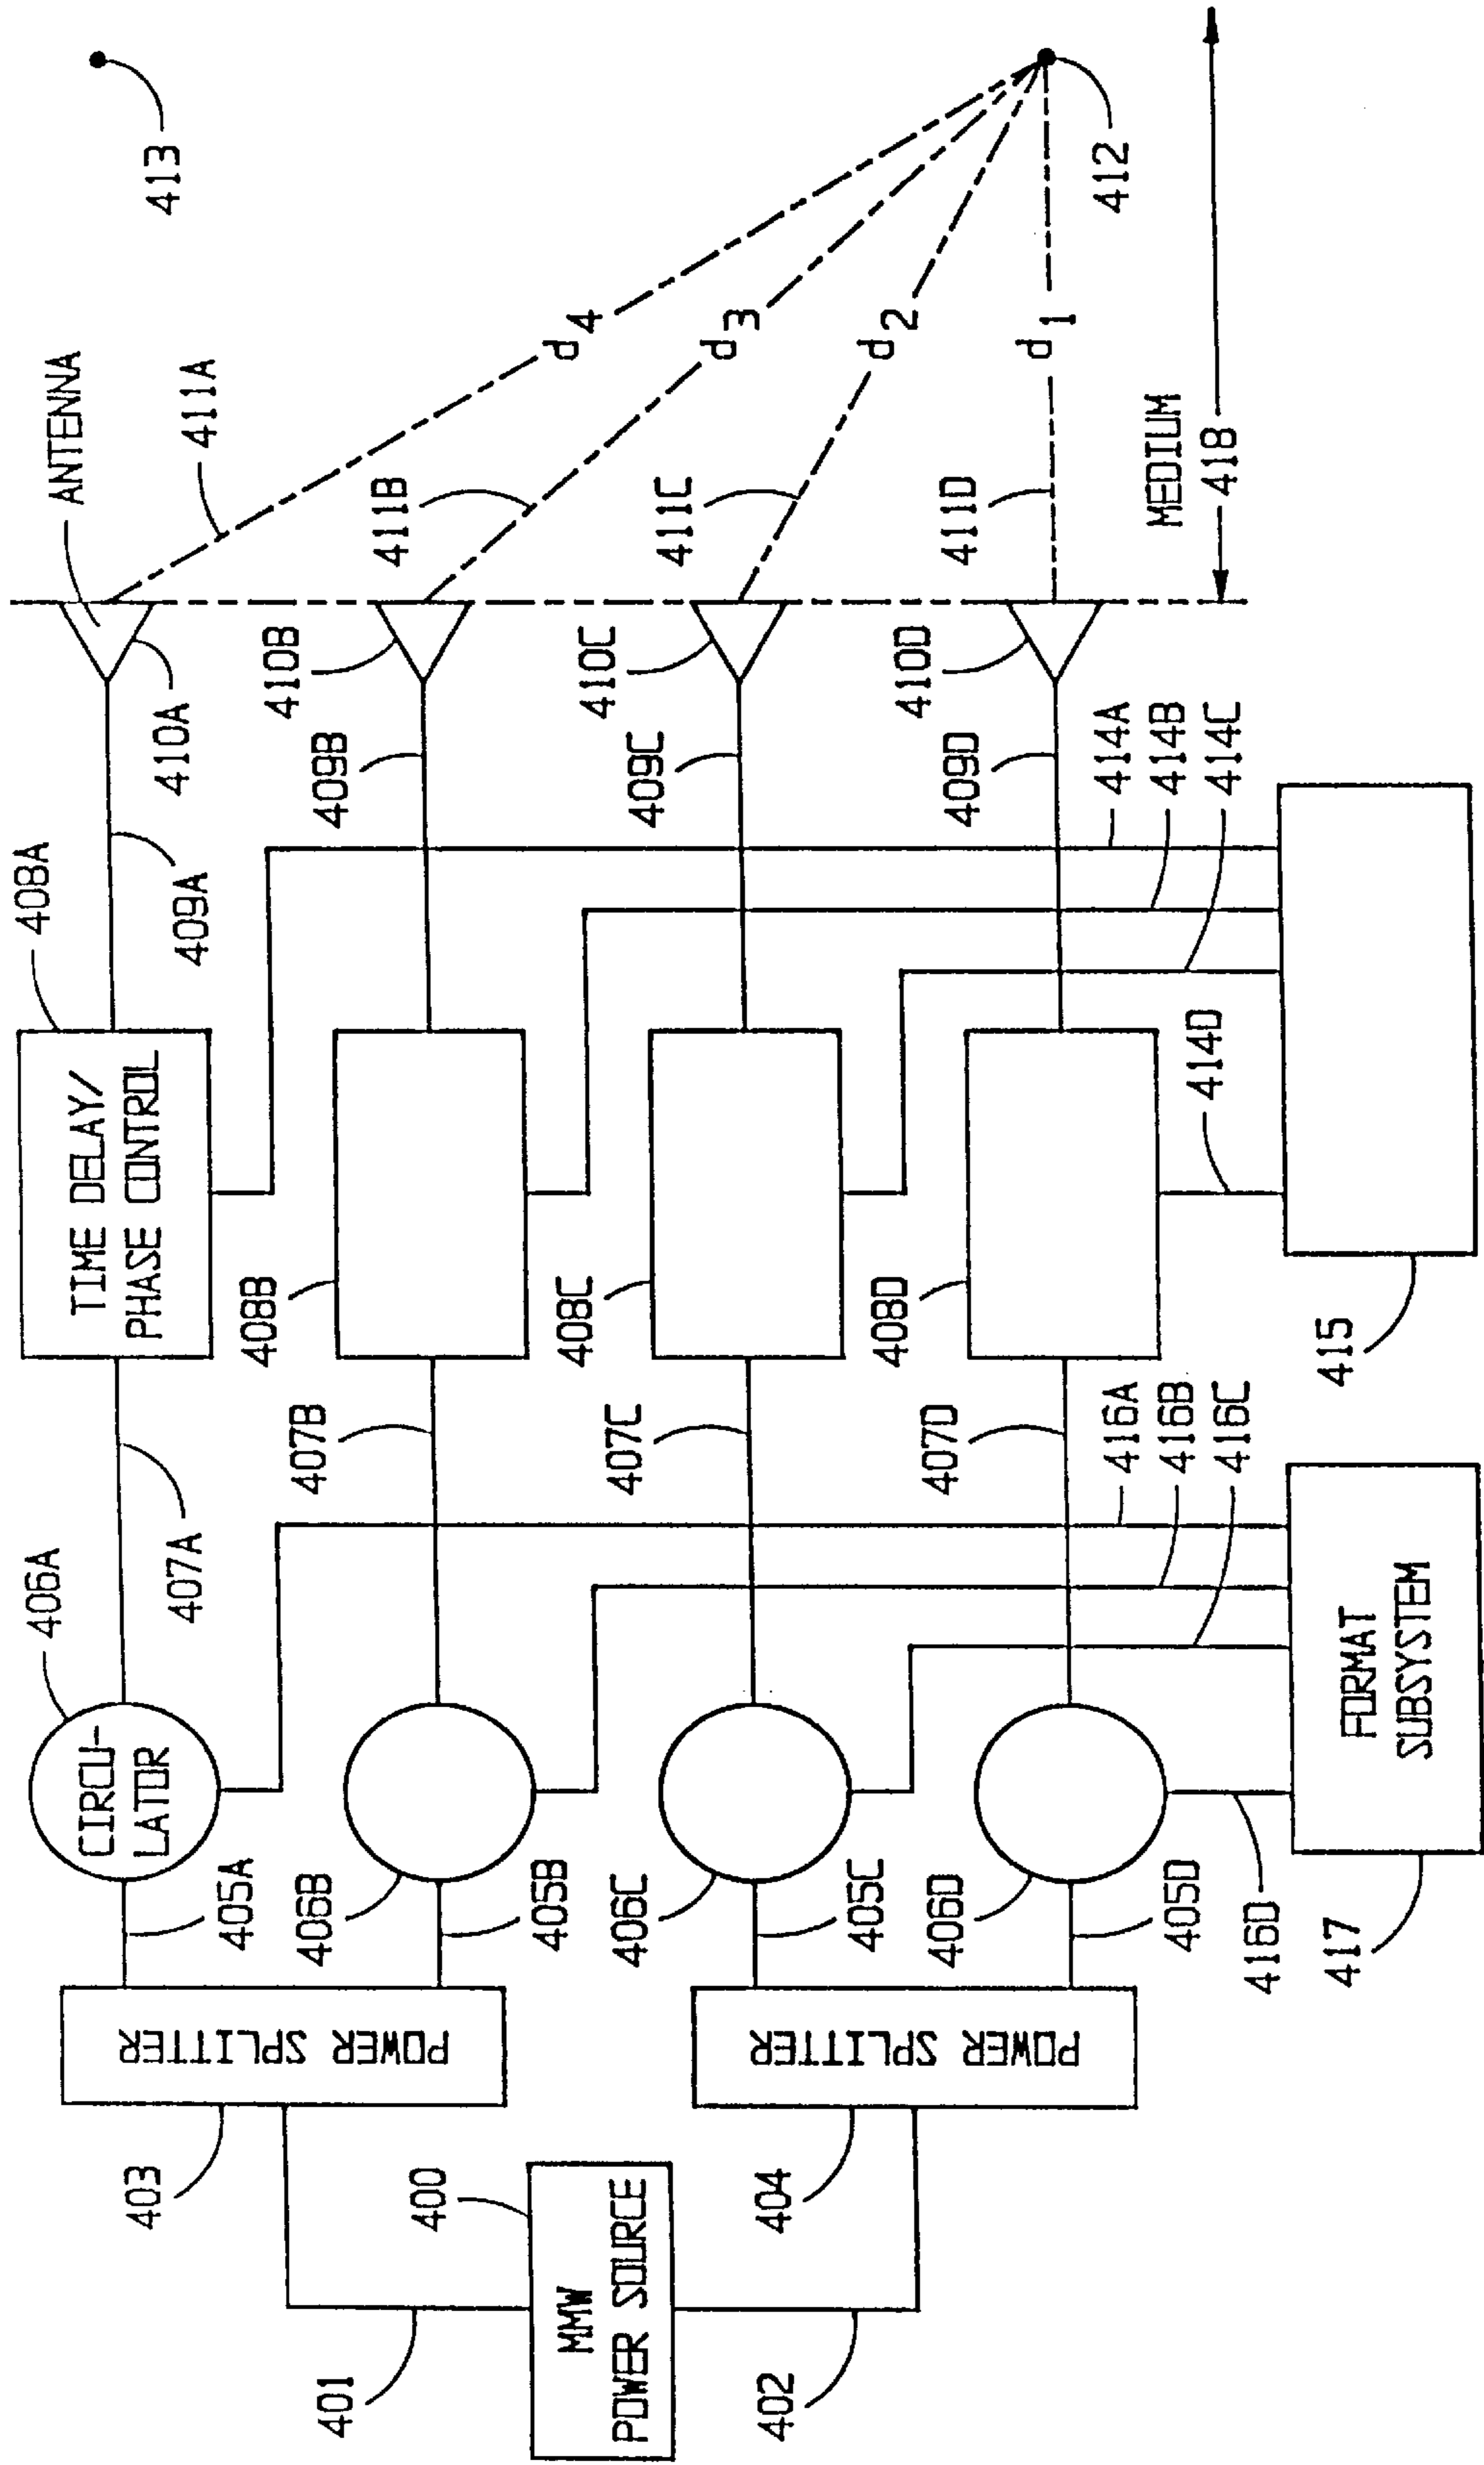 413
ANTENNA
411A
d4
411B
d3
411C
d2
411D
d1
412
MEDIUM
418
408A
409A
410A
TIME DELAY/
PHASE CONTROL
410B
409B
408B
410C
409C
408C
410D
409D
408D
414A
414B
414C
414D
415
406A
407A
CIRCU-
LATOR
405A
407B
406B
405B
407C
406C
405C
407D
406D
405D
416A
416B
416C
416D
FORMAT
SUBSYSTEM
417
POWER SPLITTER
403
POWER SPLITTER
404
400
MMW
POWER SOURCE
401
402